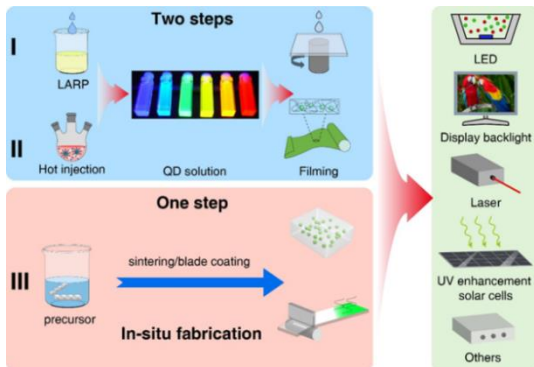 Two steps
I
LARP
II
Hot injection
QD solution
Filming
One step
III
precursor
sintering/blade coating
In-situ fabrication
LED
Display backlight
Laser
UV enhancement
solar cells
Others